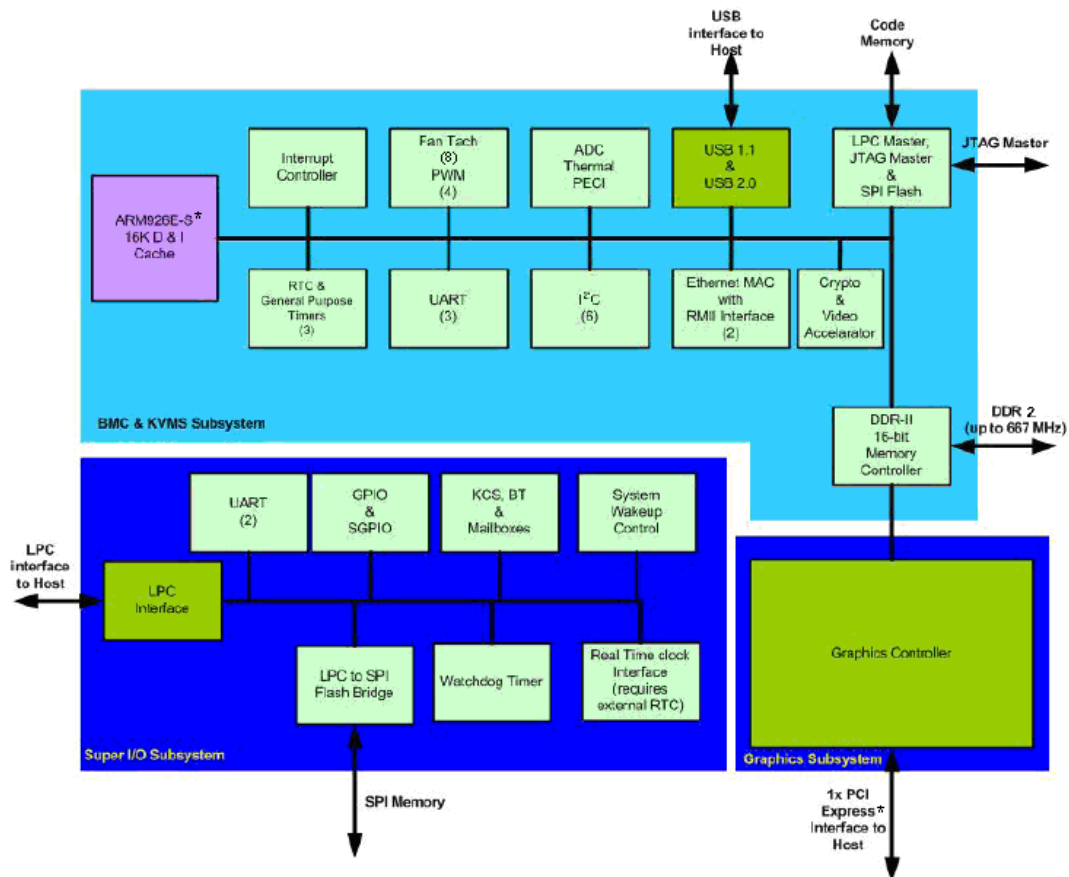 USB
interface to
Host
Code
Memory
Interrupt
Controller
Fan Tach
(8)
PWM
(4)
ADC
Thermal
PECI
USB 1.1
&
USB 2.0
LPC Master,
JTAG Master
&
SPI Flash
JTAG Master
ARM926E-S*
16K D & I
Cache
RTC &
General Purpose
Timers
(3)
UART
(3)
I²C
(6)
Ethernet MAC
with
RMII Interface
(2)
Crypto
&
Video
Accelarator
BMC & KVMS Subsystem
DDR-II
16-bit
Memory
Controller
DDR 2
(up to 667 MHz)
UART
(2)
GPIO
&
SGPIO
KCS, BT
&
Mailboxes
System
Wakeup
Control
LPC
interface
to Host
LPC
Interface
LPC to SPI
Flash Bridge
Watchdog Timer
Real Time clock
Interface
(requires
external RTC)
Graphics Controller
Super I/O Subsystem
Graphics Subsystem
SPI Memory
1x PCI
Express*
Interface to
Host